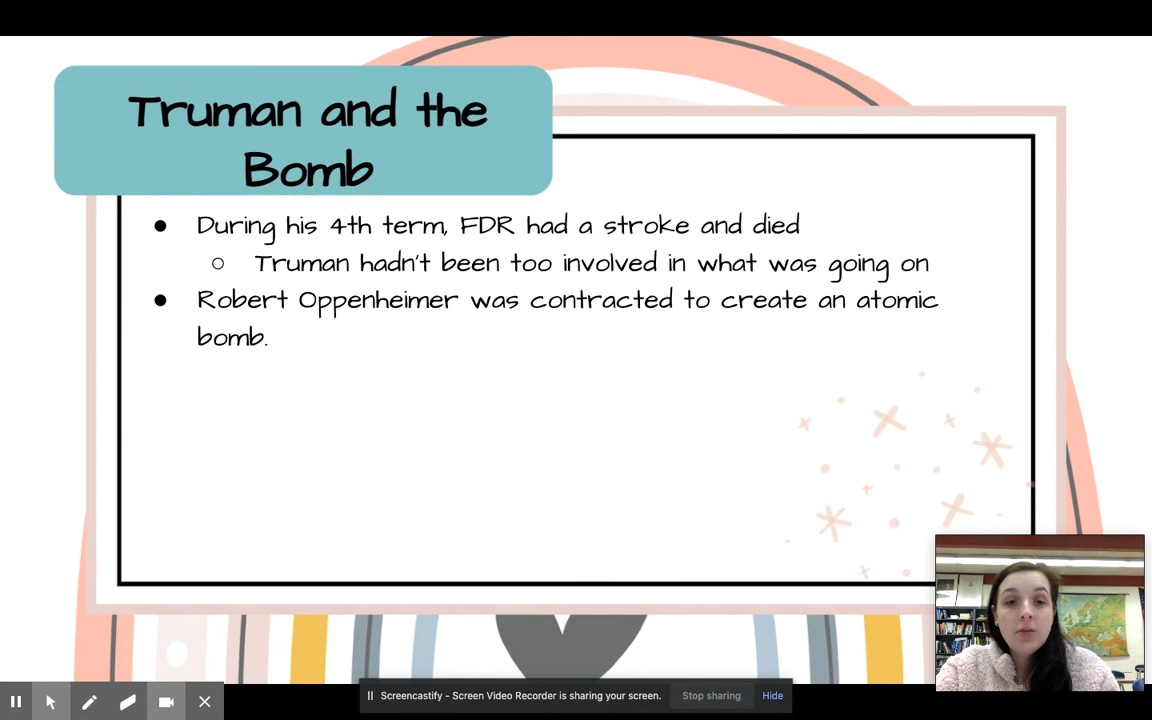 Truman and the
Bomb
● During his 4th term, FDR had a stroke and died
○ Truman hadn't been too involved in what was going on
● Robert Oppenheimer was contracted to create an atomic
bomb.
Screencastify - Screen Video Recorder is sharing your screen. Stop sharing Hide